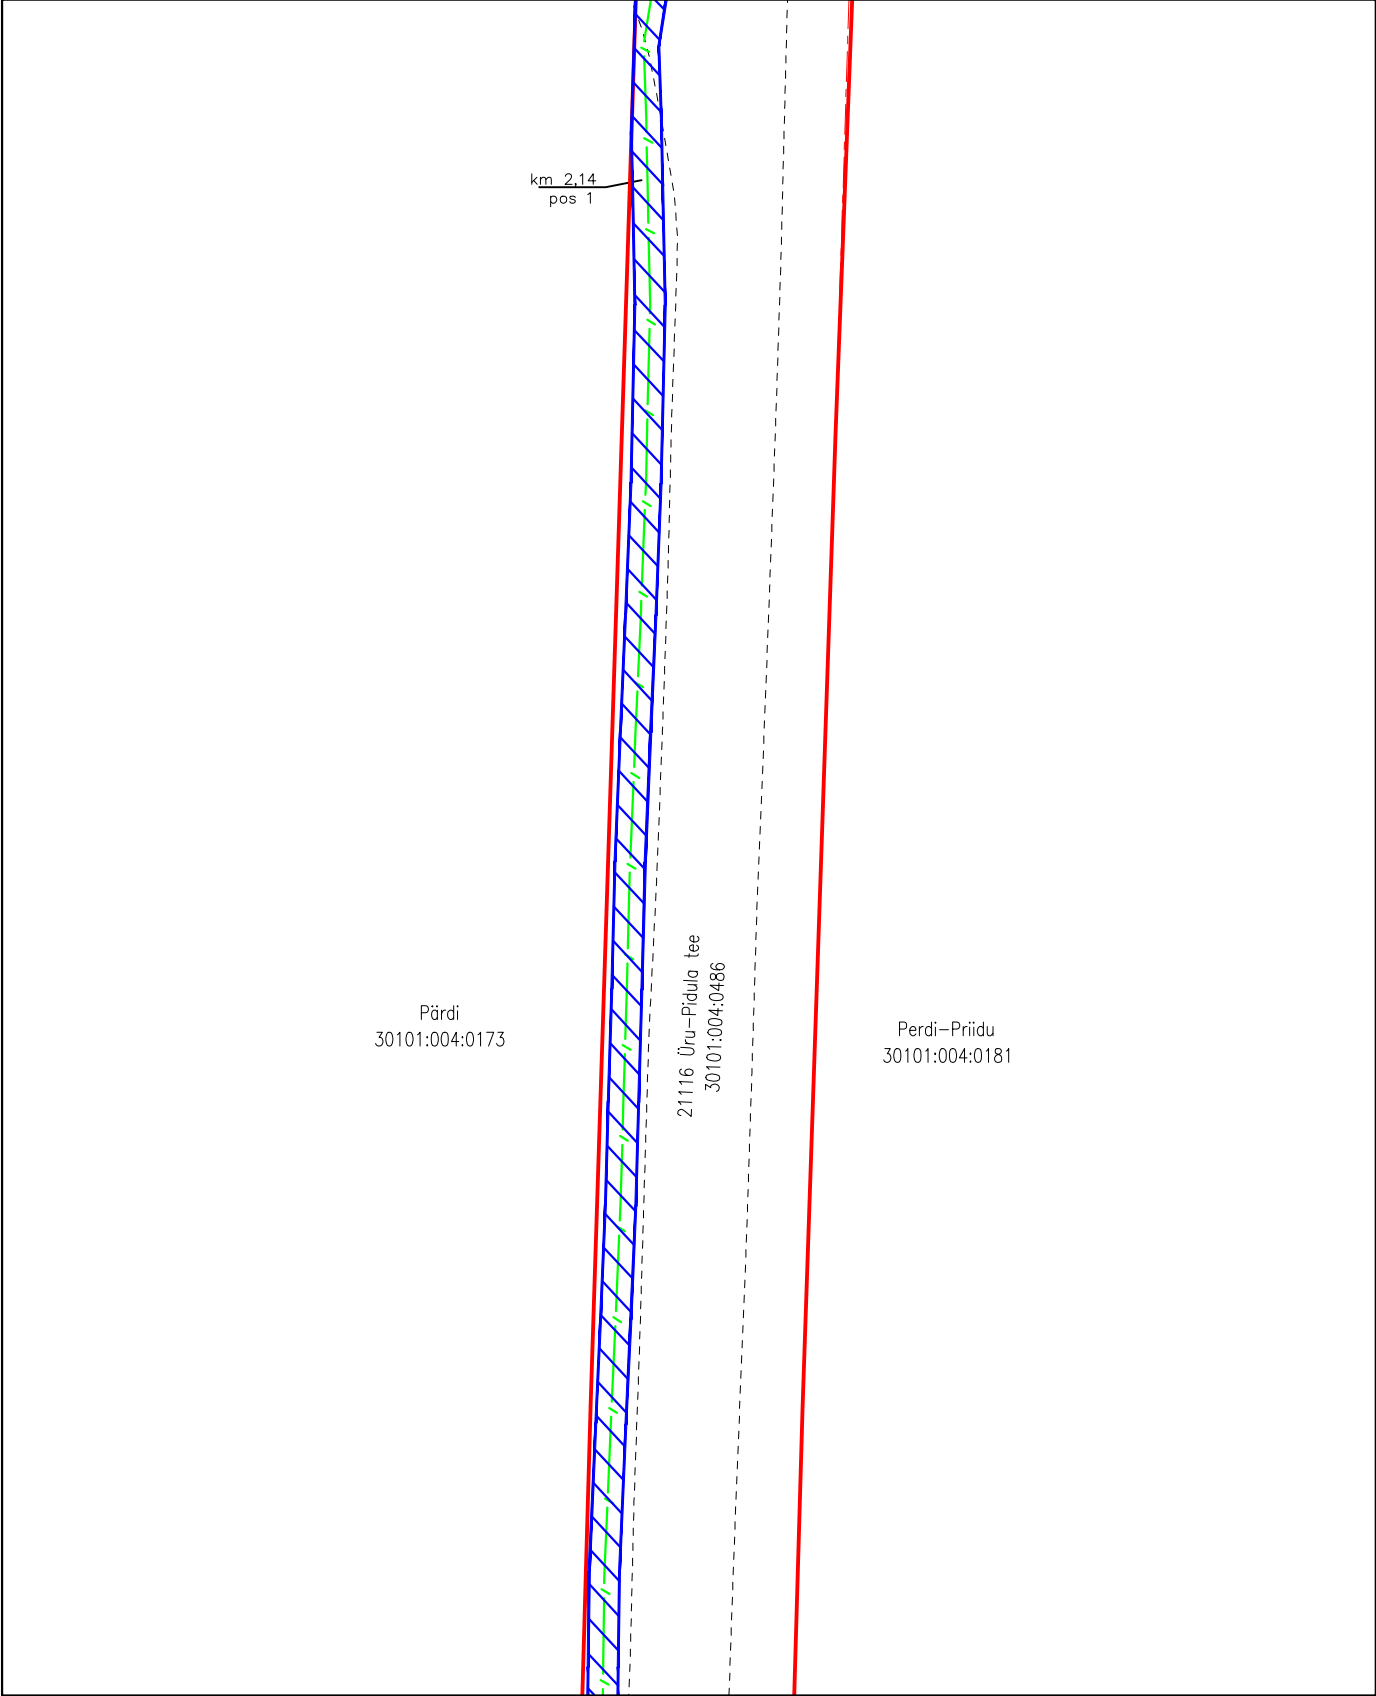 km 2,14
pos 1
Pärdi
30101:004:0173
21116 Üru-Pidula tee
30101:004:0486
Perdi-Priidu
30101:004:0181